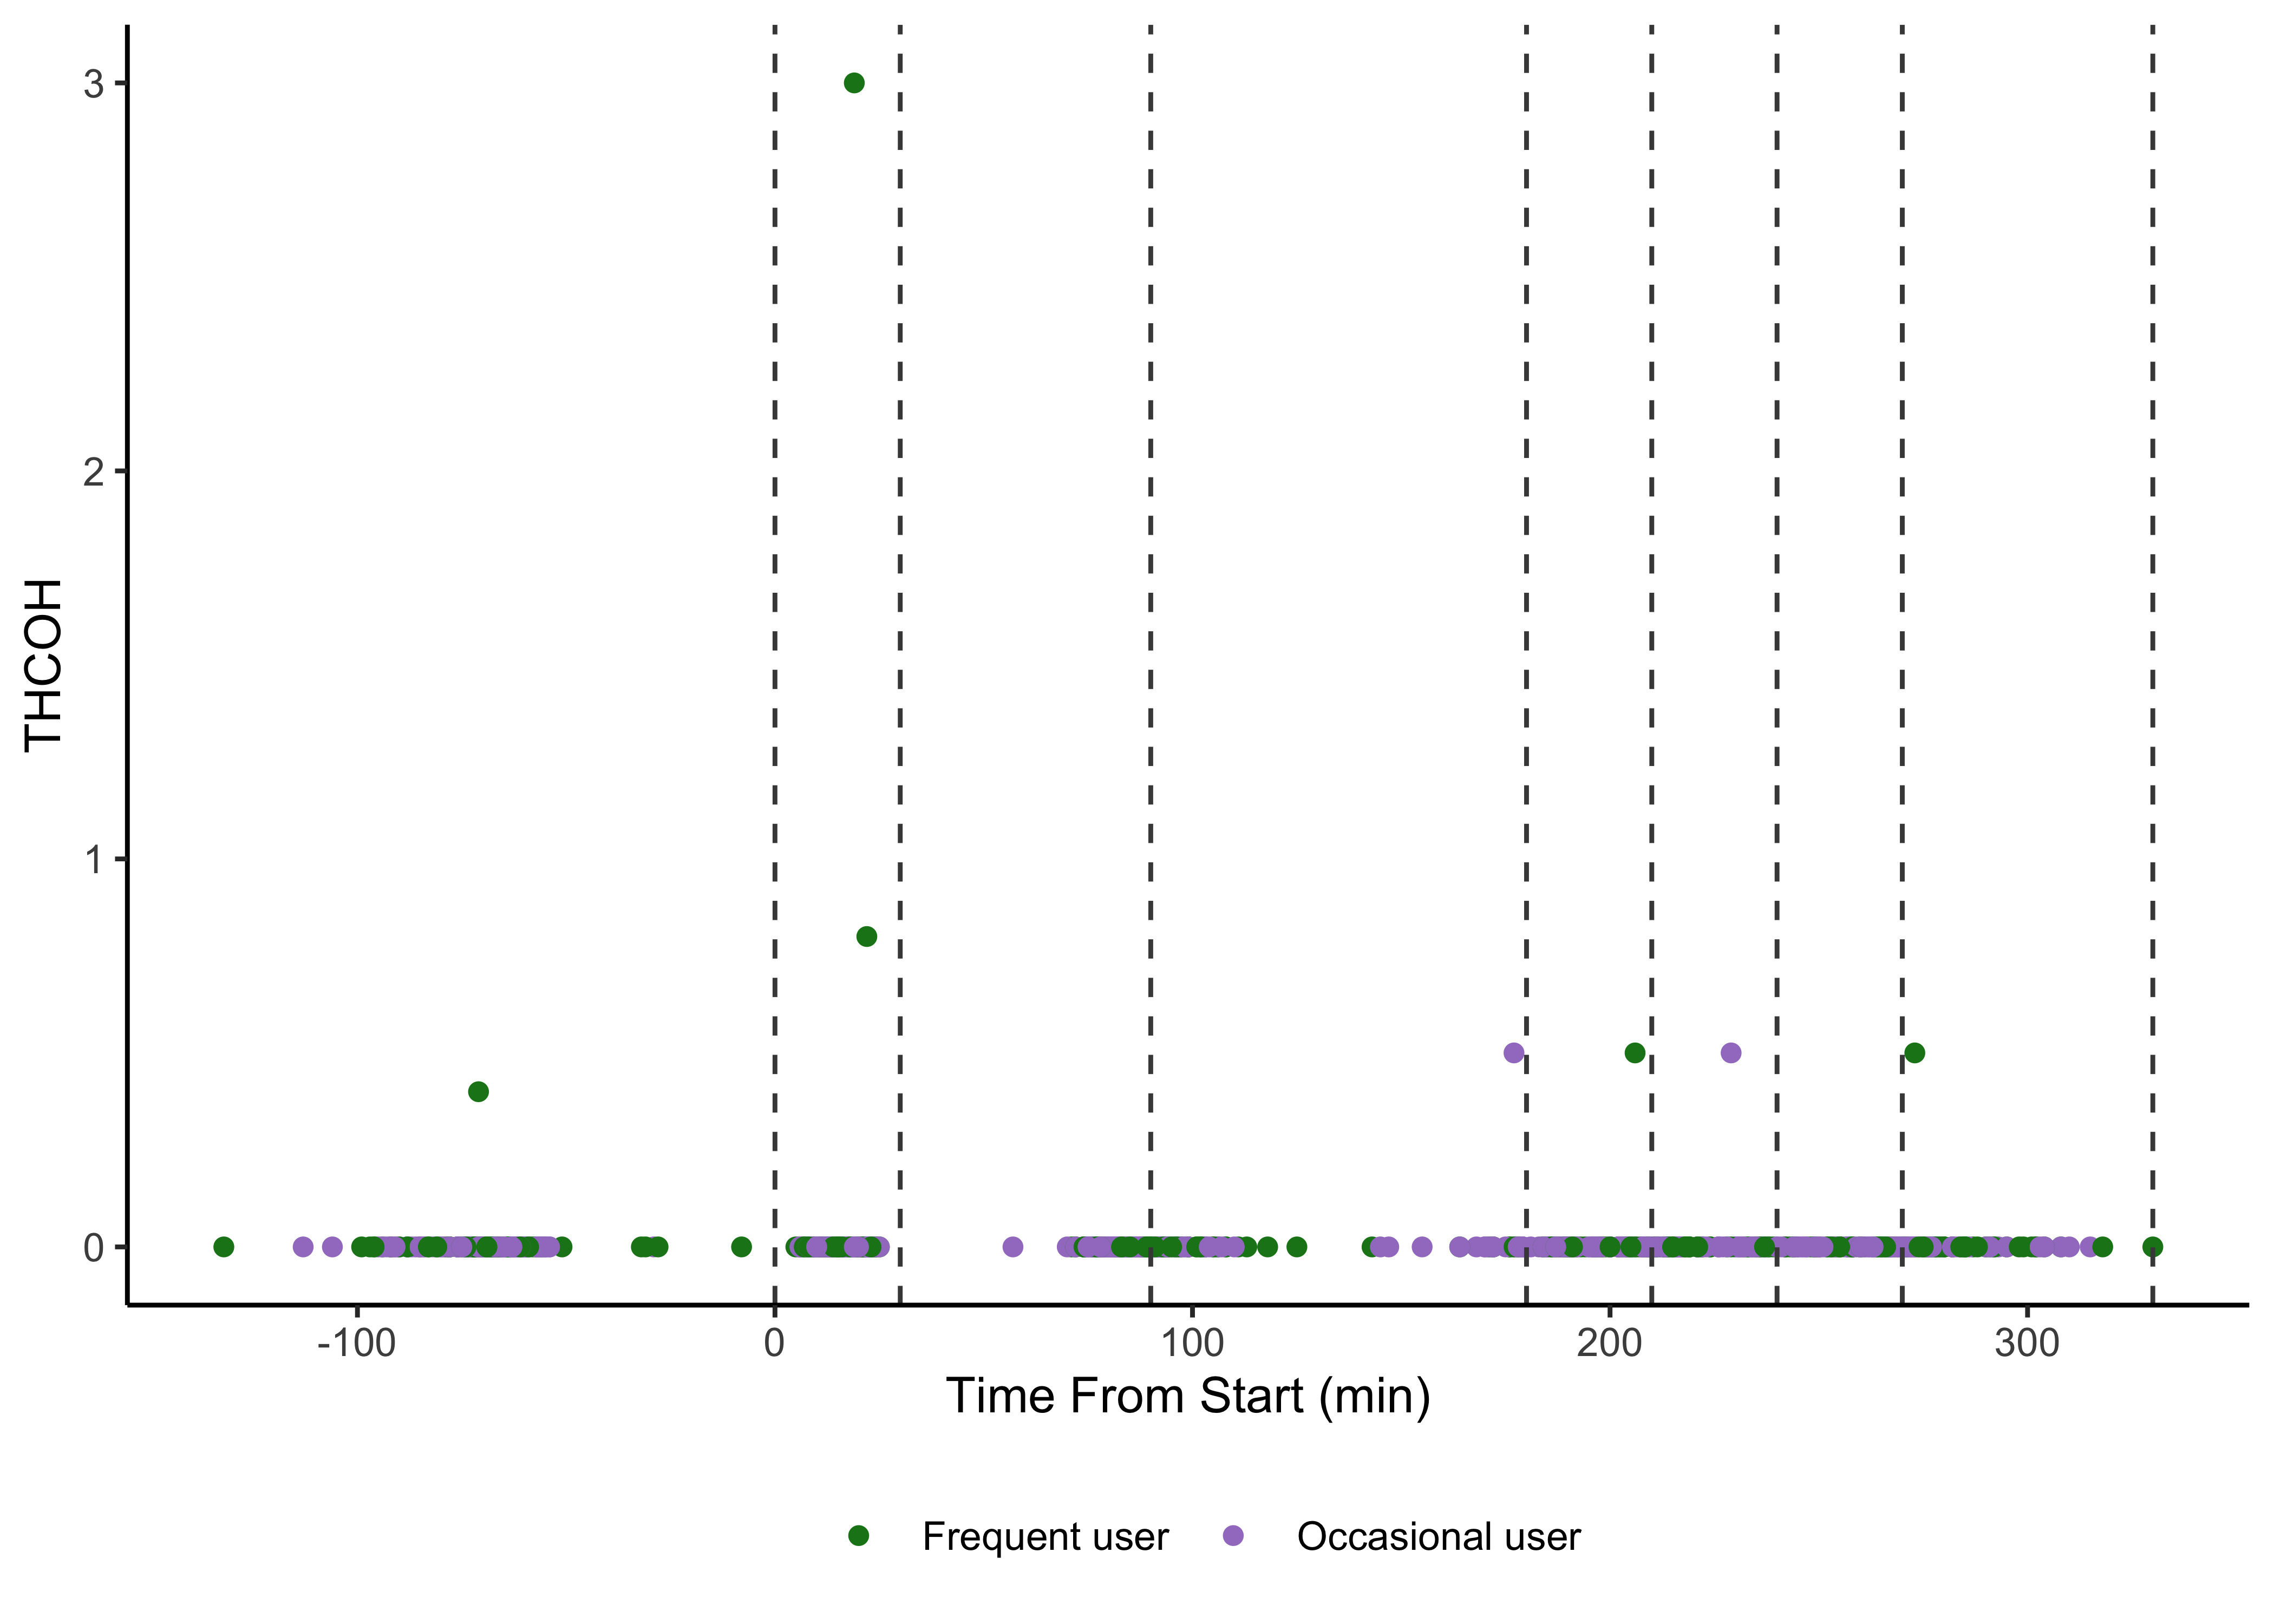 3
2
1
0
THCOH
-100 0 100 200 300
Time From Start (min)
Frequent user Occasional user